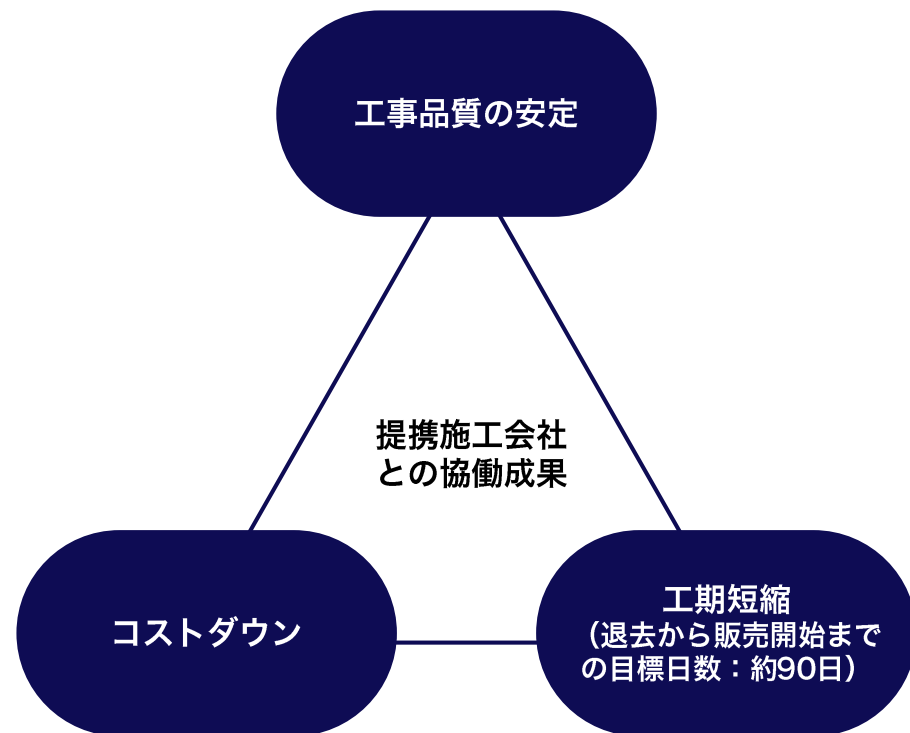 工事品質の安定
提携施工会社
との協働成果
コストダウン
工期短縮
（退去から販売開始まで
の目標日数：約90日）